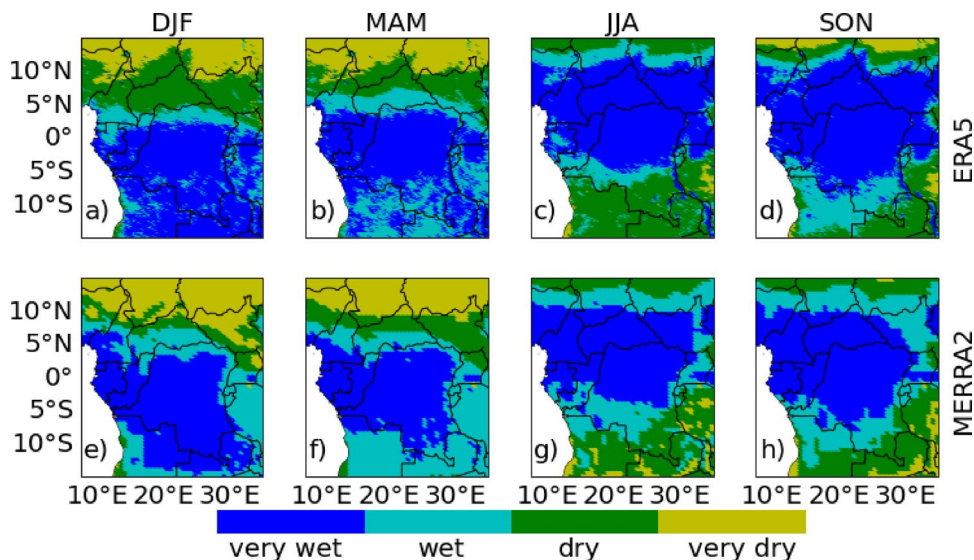 DJF MAM JJA SON
10°N
5°N
0°
5°S
10°S
a) b) c) d)
ERA5
10°N
5°N
0°
5°S
10°S
e) f) g) h)
MERRA2
10°E 20°E 30°E 10°E 20°E 30°E 10°E 20°E 30°E 10°E 20°E 30°E
very wet wet dry very dry